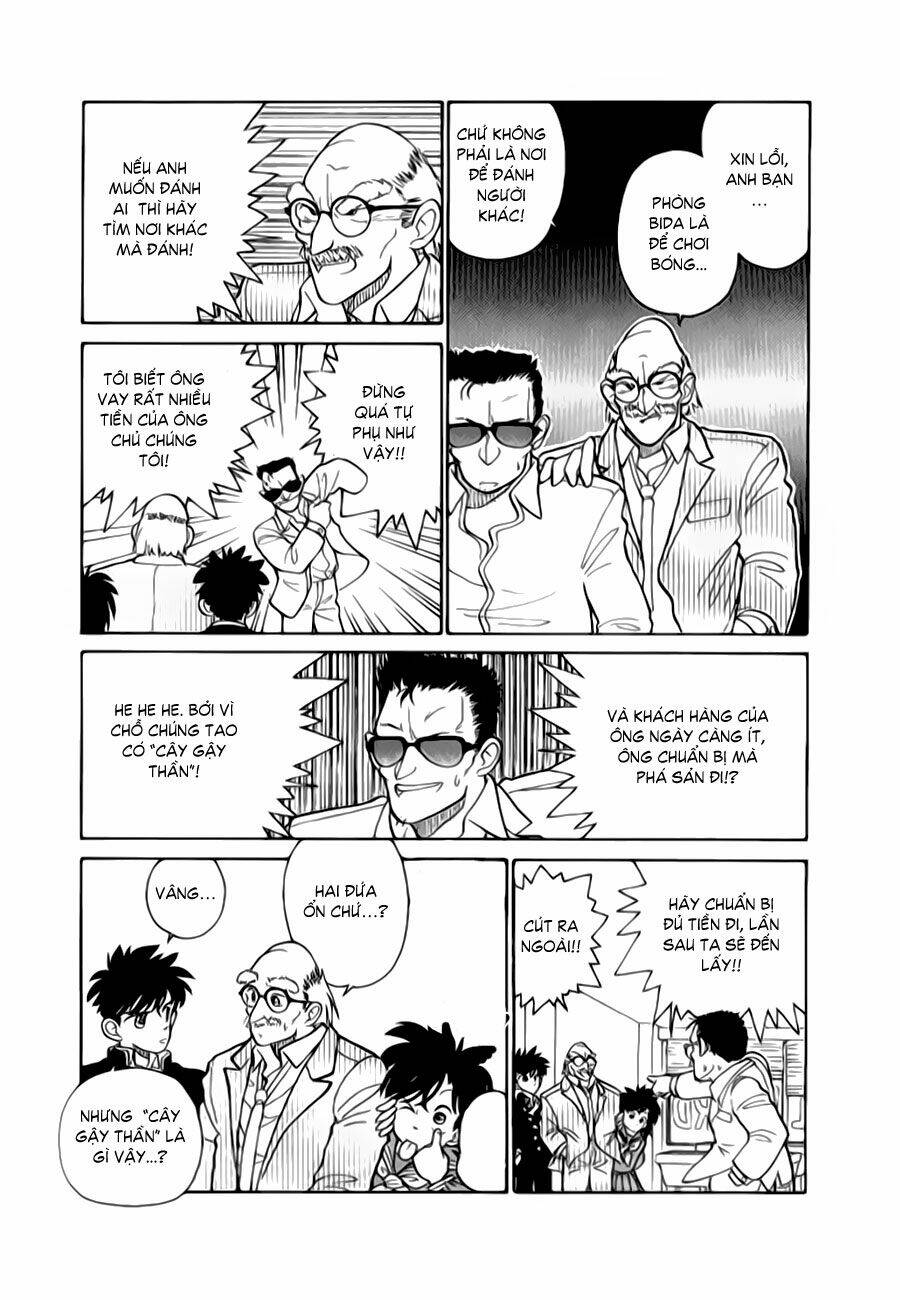 XIN LỖI,
ANH BẠN
...
PHÒNG
BIDA LÀ
ĐỂ CHƠI
BÓNG...
CHỨ KHÔNG
PHẢI LÀ NƠI
ĐỂ ĐÁNH
NGƯỜI
KHÁC!
NẾU ANH
MUỐN ĐÁNH
AI THÌ HÃY
TÌM NƠI KHÁC
MÀ ĐÁNH!
ĐỪNG
QUÁ TỰ
PHỤ NHƯ
VẬY!!
TÔI BIẾT ÔNG
VAY RẤT NHIỀU
TIỀN CỦA ÔNG
CHỦ CHÚNG
TÔI!
VÀ KHÁCH HÀNG CỦA
ÔNG NGÀY CÀNG ÍT,
ÔNG CHUẨN BỊ MÀ
PHÁ SẢN ĐI!?
HE HE HE. BỞI VÌ
CHỖ CHÚNG TAO
CÓ "CÂY GẬY
THẦN"!
HÀY CHUẨN BỊ
ĐỦ TIỀN ĐI, LẦN
SAU TA SẼ ĐẾN
LẤY!!
CÚT RA
NGOÀI!!
HAI ĐỨA
ỔN CHỨ...?
VÂNG...
NHƯNG "CÂY
GẬY THẦN" LÀ
GÌ VẬY...?